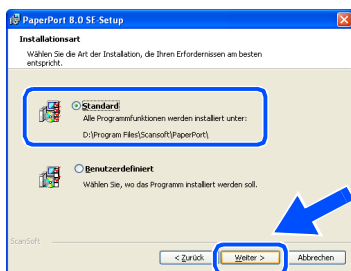 PaperPort 8.0 SE-Setup
Installationsart
Wählen Sie die Art der Installation, die Ihren Erfordernissen am besten
entspricht.
Standard
Alle Programmfunktionen werden installiert unter:
D:\Program Files\Scansoft\PaperPort\
Benutzerdefiniert
Wählen Sie, wo das Programm installiert werden soll.
ScanSoft
< Zurück Weiter > Abbrechen